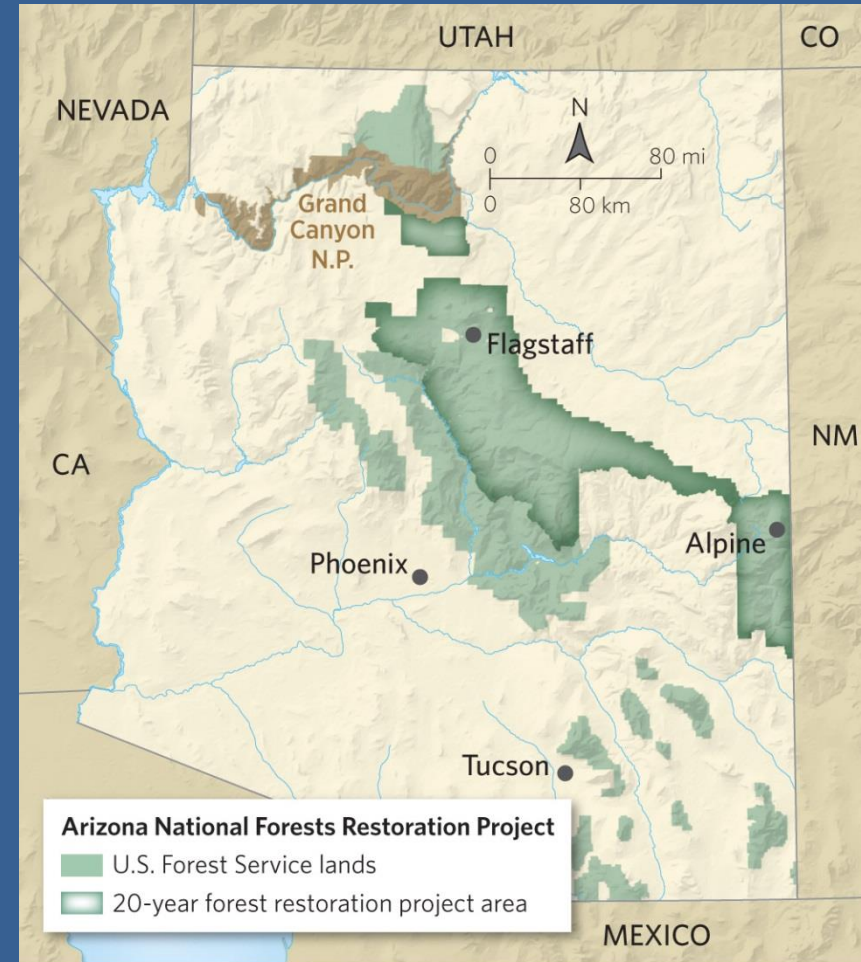 UTAH
CO
NEVADA
N
0
80 mi
0
80 km
Grand
Canyon
N.P.
Flagstaff
NM
CA
Alpine
Phoenix
Tucson
Arizona National Forests Restoration Project
U.S. Forest Service lands
20-year forest restoration project area
MEXICO